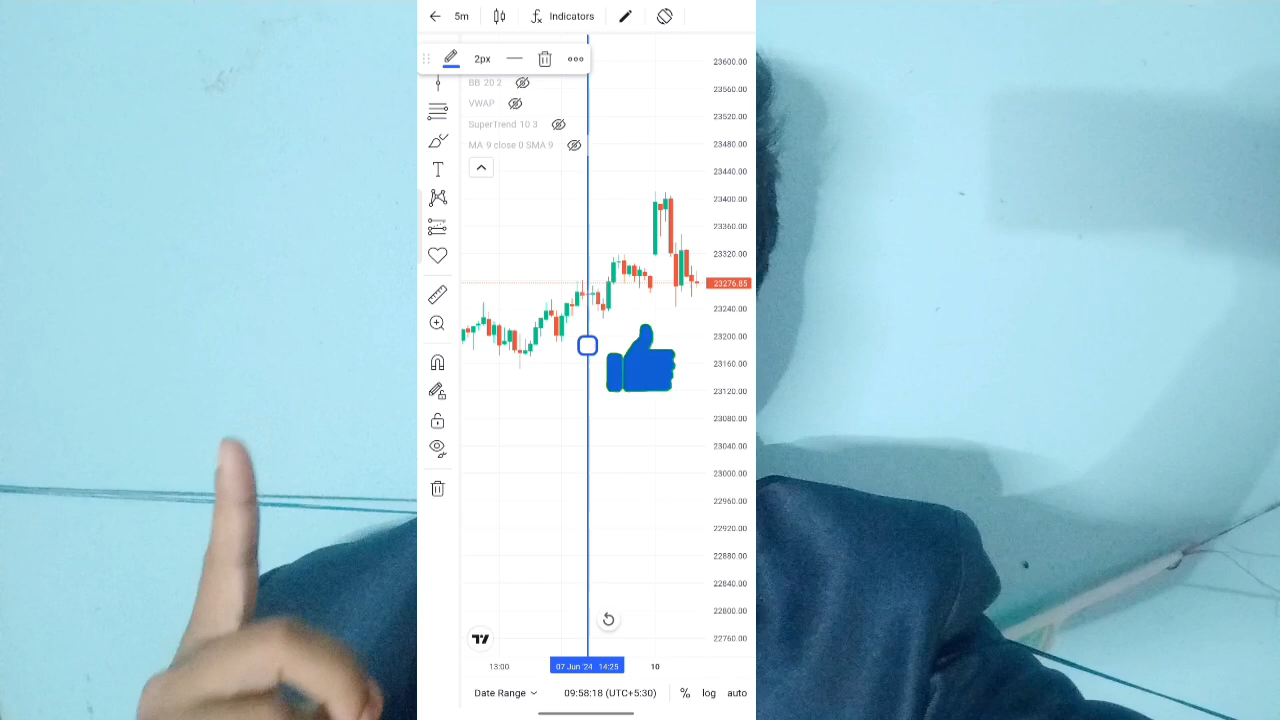 5m Indicators
2px
BB 20 2
VWAP
SuperTrend 10 3
MA 9 close 0 SMA 9
23600.00
23560.00
23520.00
23480.00
23440.00
23400.00
23360.00
23320.00
23276.85
23240.00
23200.00
23160.00
23120.00
23080.00
23040.00
23000.00
22960.00
22920.00
22880.00
22840.00
22800.00
22760.00
13:00 07 Jun '24 14:25 10
Date Range 09:58:18 (UTC+5:30) % log auto